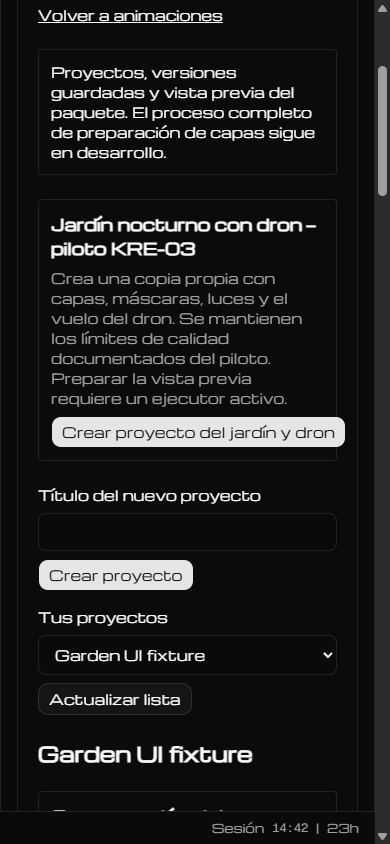 Volver a animaciones
Proyectos, versiones
guardadas y vista previa del
paquete. El proceso completo
de preparación de capas sigue
en desarrollo.
Jardín nocturno con dron –
piloto KRE-03
Crea una copia propia con
capas, máscaras, luces y el
vuelo del dron. Se mantienen
los límites de calidad
documentados del piloto.
Preparar la vista previa
requiere un ejecutor activo.
Crear proyecto del jardín y dron
Título del nuevo proyecto
Crear proyecto
Tus proyectos
Garden UI fixture
Actualizar lista
Garden UI fixture
Sesión 14:42 | 23h